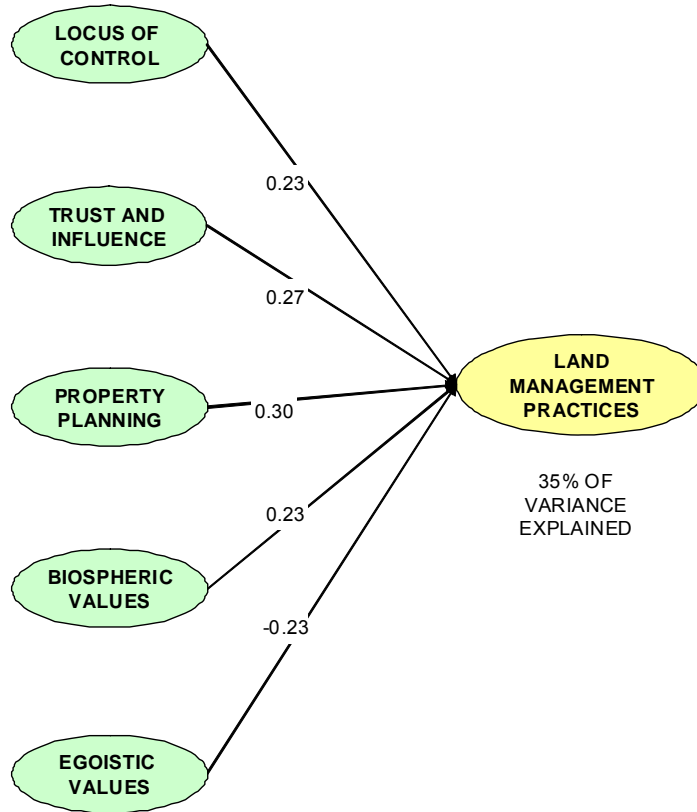 LOCUS OF
CONTROL
0.23
TRUST AND
INFLUENCE
0.27
LAND
MANAGEMENT
PRACTICES
PROPERTY
PLANNING
0.30
35% OF
VARIANCE
EXPLAINED
0.23
BIOSPHERIC
VALUES
-0.23
EGOISTIC
VALUES